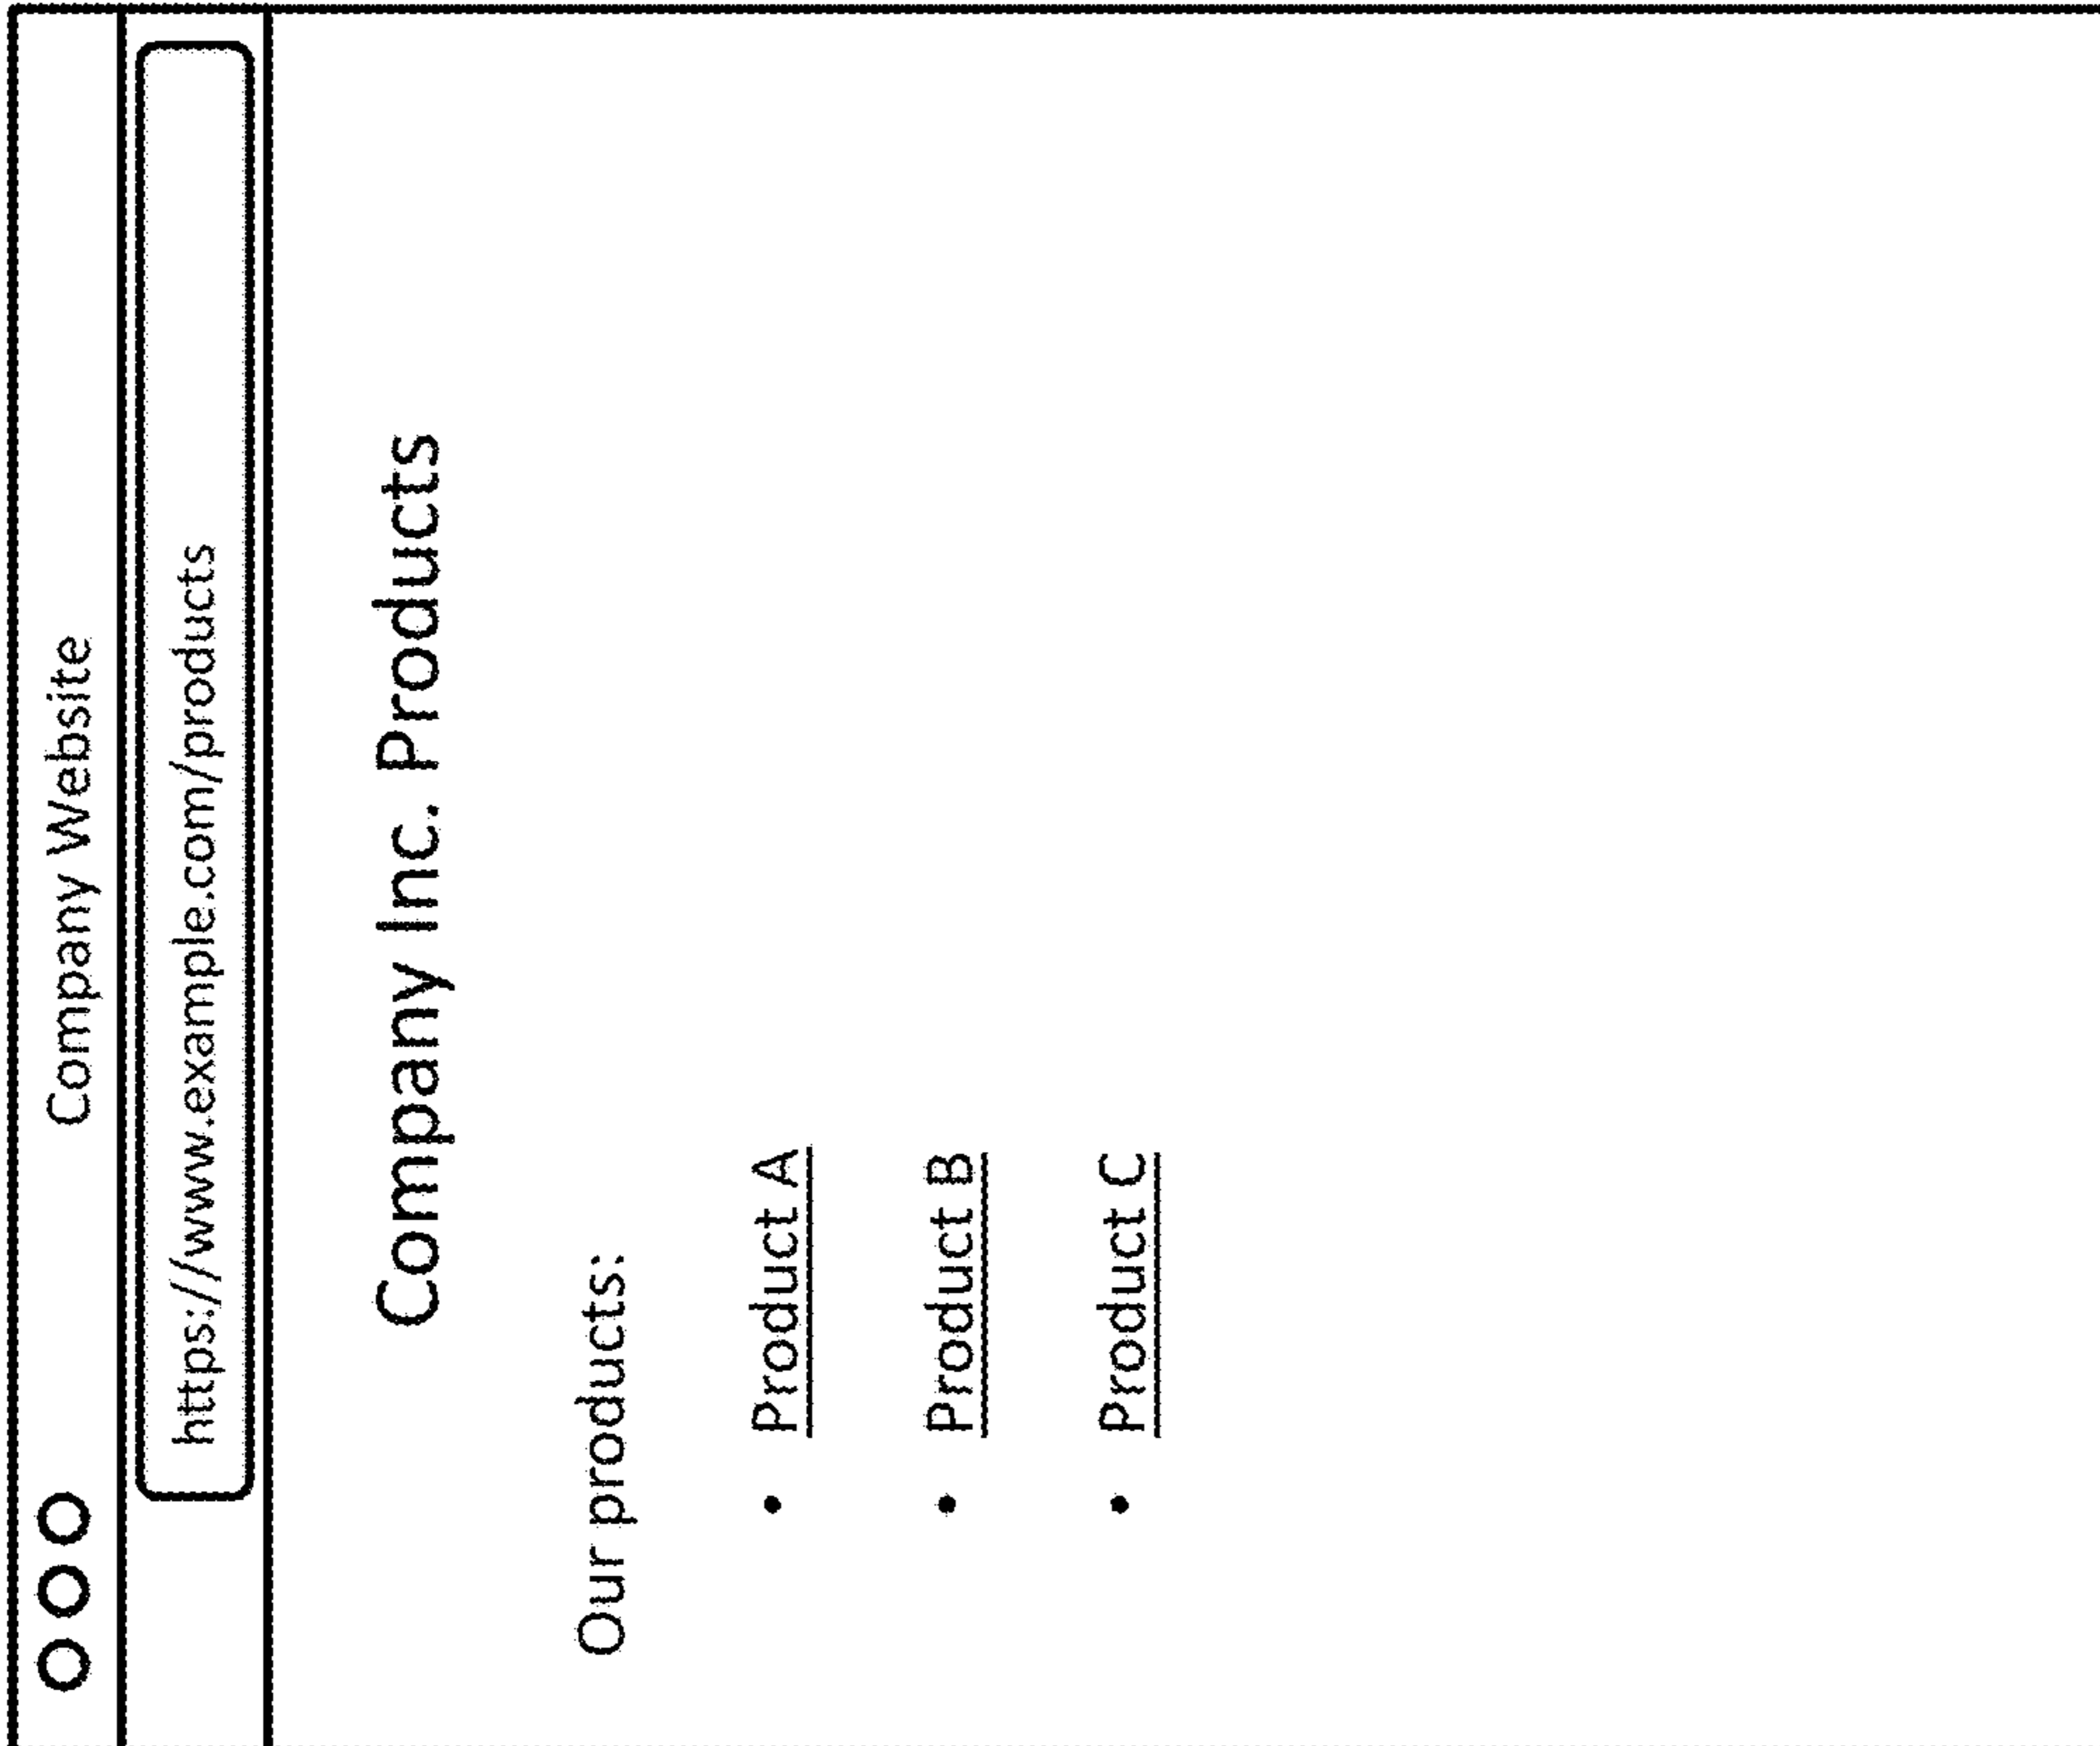 Company Website
https://www.example.com/products
Company Inc. Products
Our products:
• Product A
• Product B
• Product C